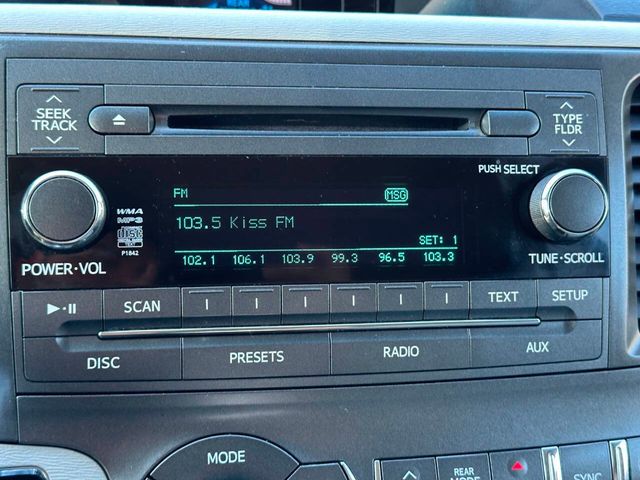 SEEK
TRACK
TYPE
FLDR
PUSH SELECT
FM
MSG
WMA
MP3
P1842
103.5 Kiss FM
SET: 1
102.1 106.1 103.9 99.3 96.5 103.3
POWER·VOL
TUNE·SCROLL
SCAN
TEXT
SETUP
DISC
PRESETS
RADIO
AUX
MODE
REAR
MODE
SYNC